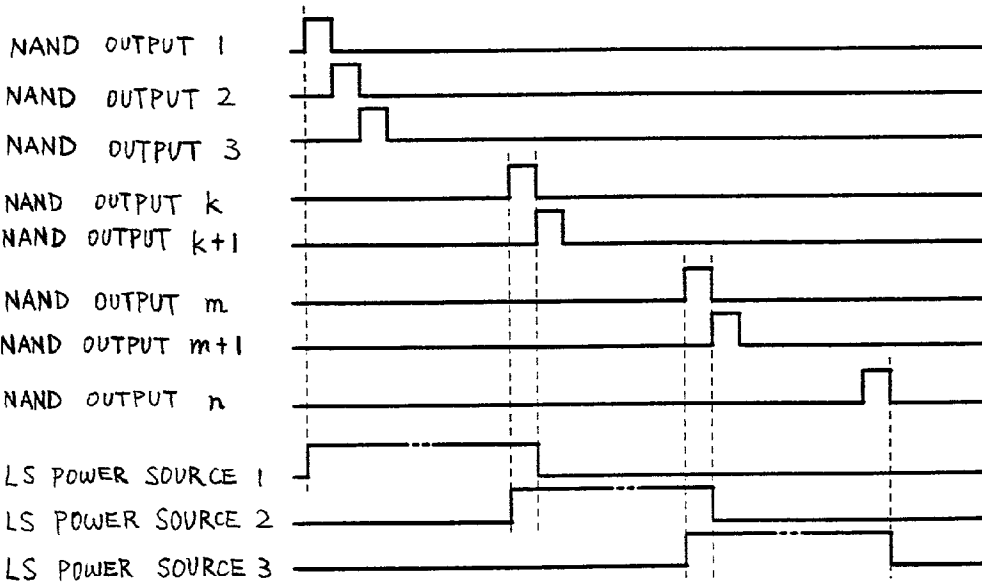 NAND OUTPUT 1
NAND OUTPUT 2
NAND OUTPUT 3
NAND OUTPUT k
NAND OUTPUT k+1
NAND OUTPUT m
NAND OUTPUT m+1
NAND OUTPUT n
LS POWER SOURCE 1
LS POWER SOURCE 2
LS POWER SOURCE 3